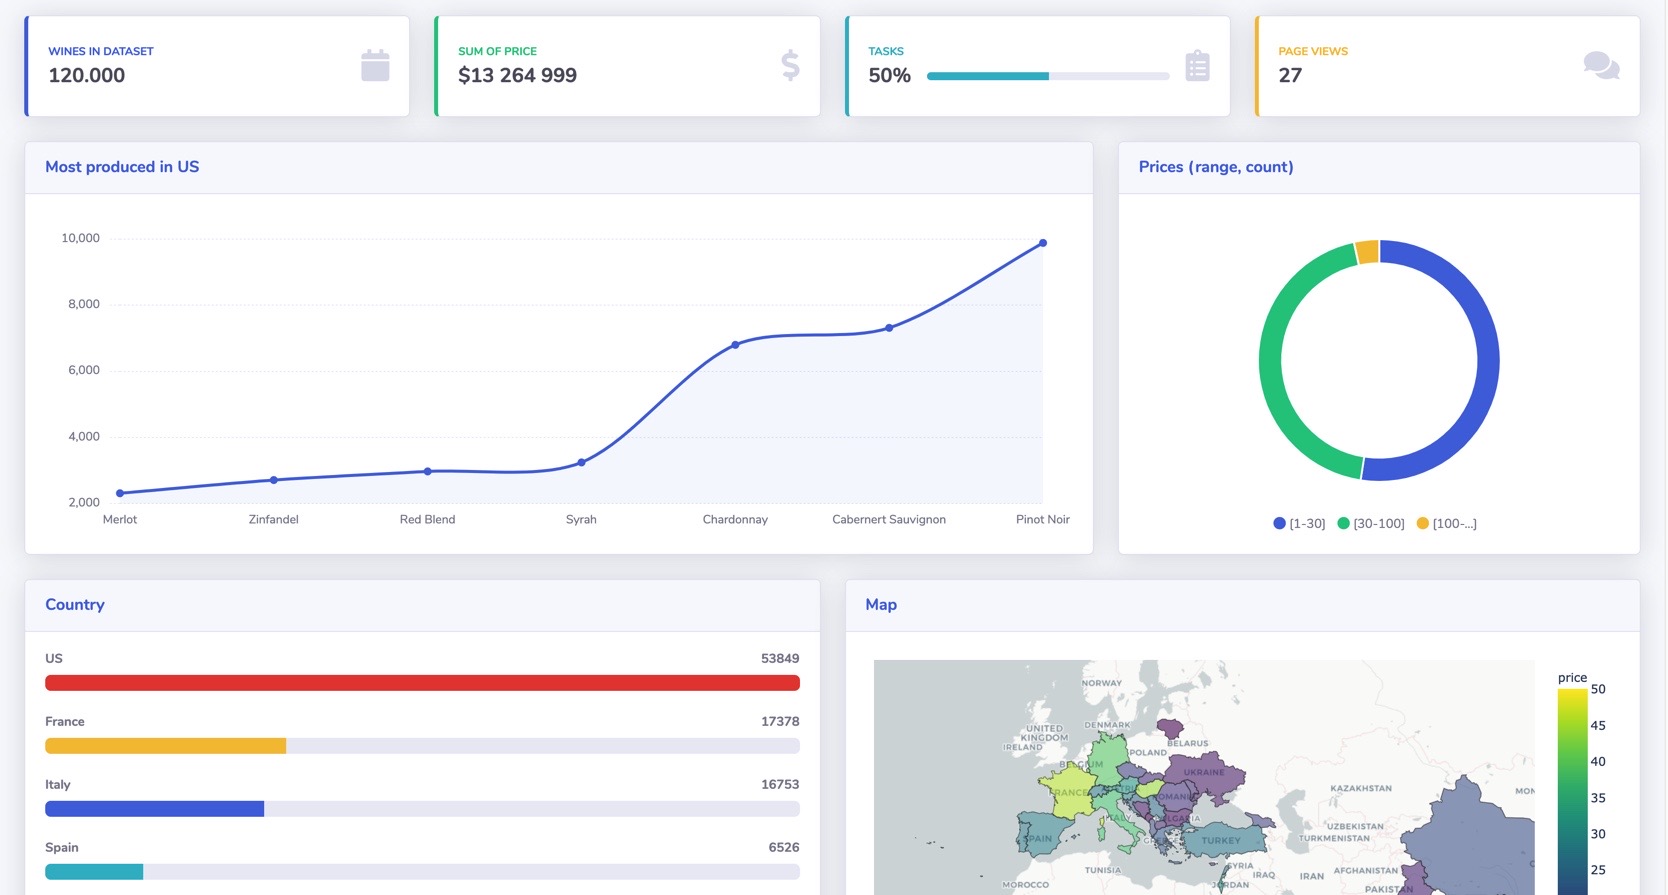 WINES IN DATASET
120.000
SUM OF PRICE
$13 264 999
TASKS
50%
PAGE VIEWS
27
Most produced in US
10,000
8,000
6,000
4,000
2,000
Merlot Zinfandel Red Blend Syrah Chardonnay Cabernert Sauvignon Pinot Noir
Prices (range, count)
[1-30] [30-100] [100-...]
Country
US 53849
France 17378
Italy 16753
Spain 6526
Map
NORWAY
UNITED
KINGDOM
DENMARK
IRELAND
BELARUS
POLAND
BELGIUM
UKRAINE
KAZAKHSTAN
MON
ITALY
SPAIN
TURKEY
UZBEKISTAN
TURKMENISTAN
TUNISIA
SYRIA
IRAQ
IRAN
AFGHANISTAN
MOROCCO
JORDAN
PAKISTAN
price
50
45
40
35
30
25